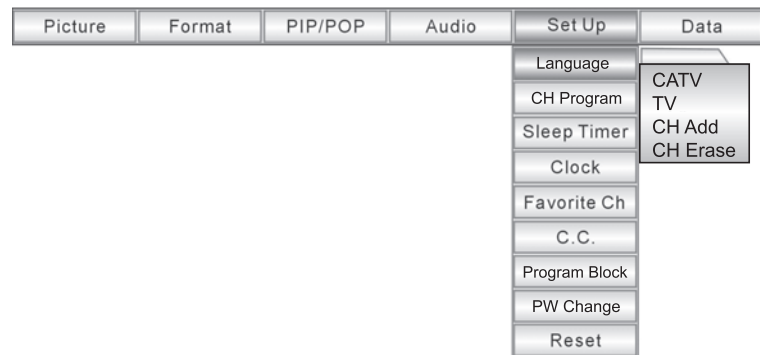 Picture Format PIP/POP Audio Set Up Data
Language
CH Program
Sleep Timer
Clock
Favorite Ch
C.C.
Program Block
PW Change
Reset
CATV
TV
CH Add
CH Erase